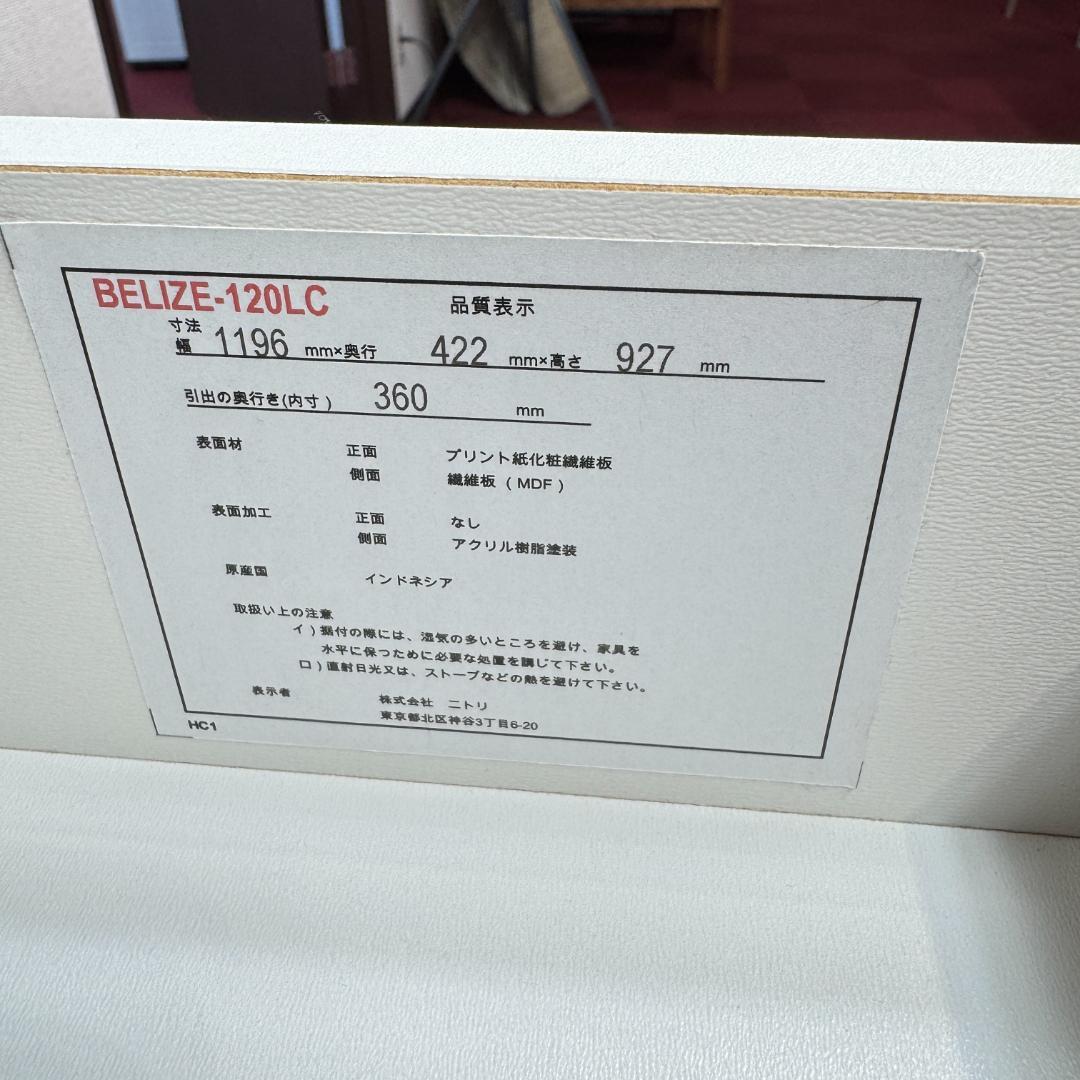 BELIZE-120LC 品質表示
寸法
幅 1196 mm×奥行 422 mm×高さ 927 mm
引出の奥行き(内寸) 360 mm
表面材 正面 プリント紙化粧繊維板
側面 繊維板 (MDF)
表面加工 正面 なし
側面 アクリル樹脂塗装
原産国 インドネシア
取扱い上の注意
イ)据付の際には、湿気の多いところを避け、家具を
水平に保つために必要な処置を講じて下さい。
ロ)直射日光又は、ストーブなどの熱を避けて下さい。
表示者 株式会社 ニトリ
東京都北区神谷3丁目6-20
HC1